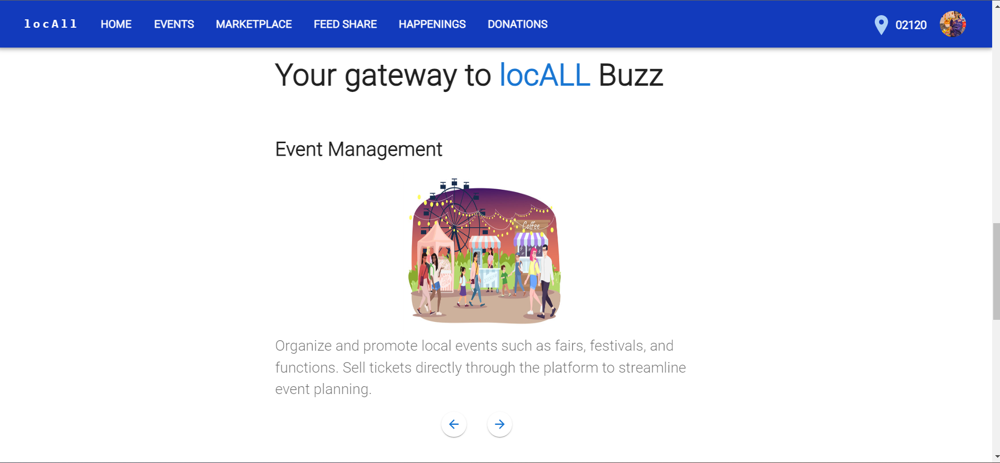 locAll HOME EVENTS MARKETPLACE FEED SHARE HAPPENINGS DONATIONS 02120
Your gateway to locALL Buzz
Event Management
Coffee
Organize and promote local events such as fairs, festivals, and
functions. Sell tickets directly through the platform to streamline
event planning.